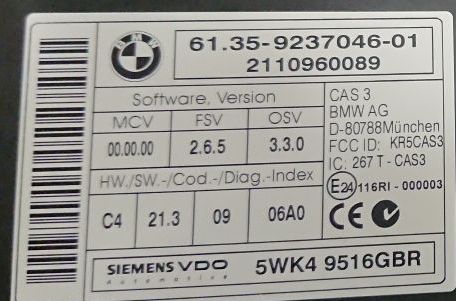 BMW
61.35-9237046-01
2110960089
Software, Version
MCV FSV OSV
00.00.00 2.6.5 3.3.0
HW./SW.-/Cod.-/Diag.-Index
C4 21.3 09 06A0
CAS 3
BMW AG
D-80788München
FCC ID: KR5CAS3
IC: 267 T - CAS3
E24 116RI - 000003
CE
SIEMENS VDO
Automotive
5WK4 9516GBR